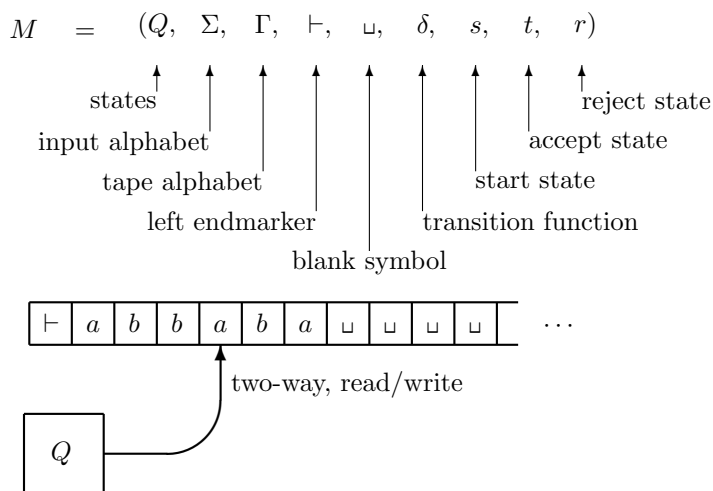 M = (Q, Σ, Γ, ⊢, ␣, δ, s, t, r)
states
reject state
input alphabet
accept state
tape alphabet
start state
left endmarker
transition function
blank symbol
⊢ a b b a b a ␣ ␣ ␣ ␣ ···
two-way, read/write
Q